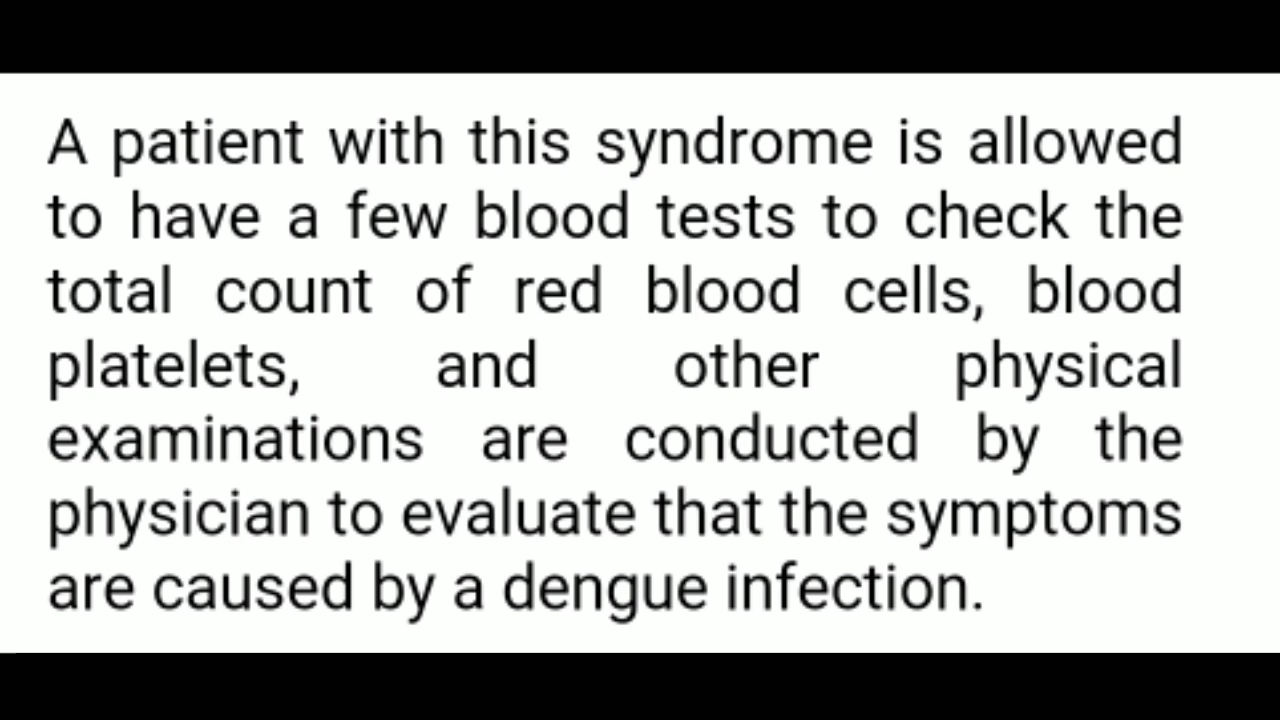 A patient with this syndrome is allowed
to have a few blood tests to check the
total count of red blood cells, blood
platelets, and other physical
examinations are conducted by the
physician to evaluate that the symptoms
are caused by a dengue infection.